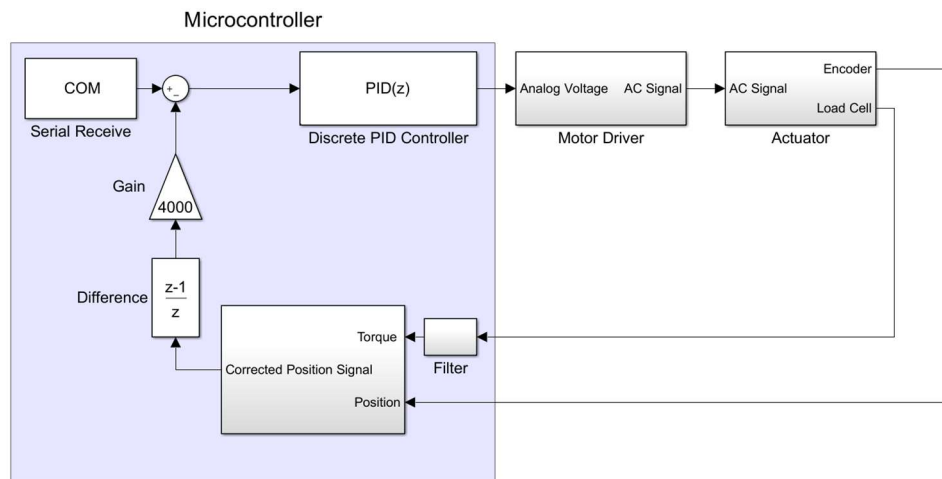 Microcontroller
COM
Serial Receive
+
−
PID(z)
Discrete PID Controller
Analog Voltage
AC Signal
Motor Driver
AC Signal
Encoder
Load Cell
Actuator
Gain
4000
Difference
z-1
z
Torque
Corrected Position Signal
Position
Filter